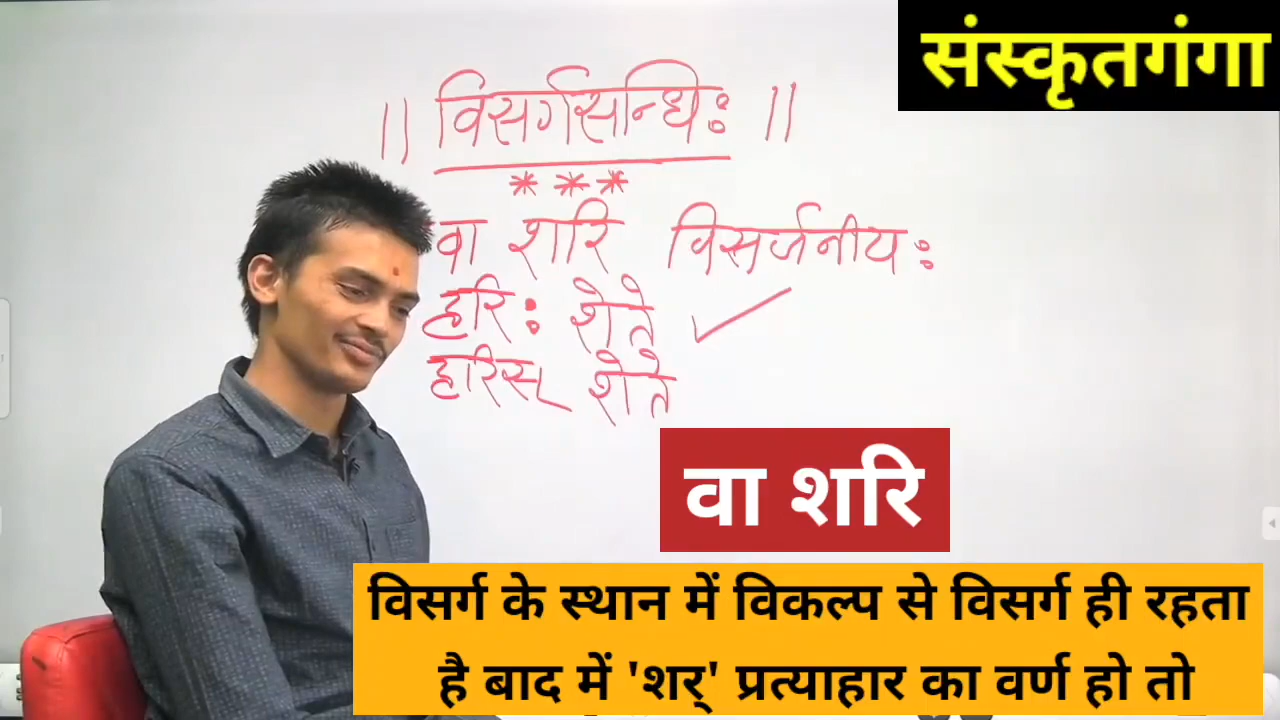 संस्कृतगंगा
|| विसर्गसन्धिः ||
* * *
वा शरि विसर्जनीयः
हरिः शेते ✓
हरिस् शेते
वा शरि
विसर्ग के स्थान में विकल्प से विसर्ग ही रहता
है बाद में 'शर्' प्रत्याहार का वर्ण हो तो